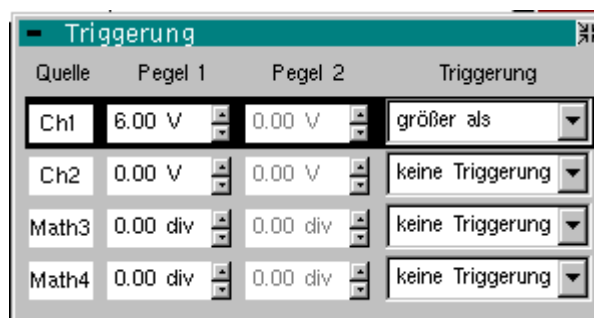 Triggerung
Quelle Pegel 1 Pegel 2 Triggerung
Ch1 6.00 V 0.00 V größer als
Ch2 0.00 V 0.00 V keine Triggerung
Math3 0.00 div 0.00 div keine Triggerung
Math4 0.00 div 0.00 div keine Triggerung